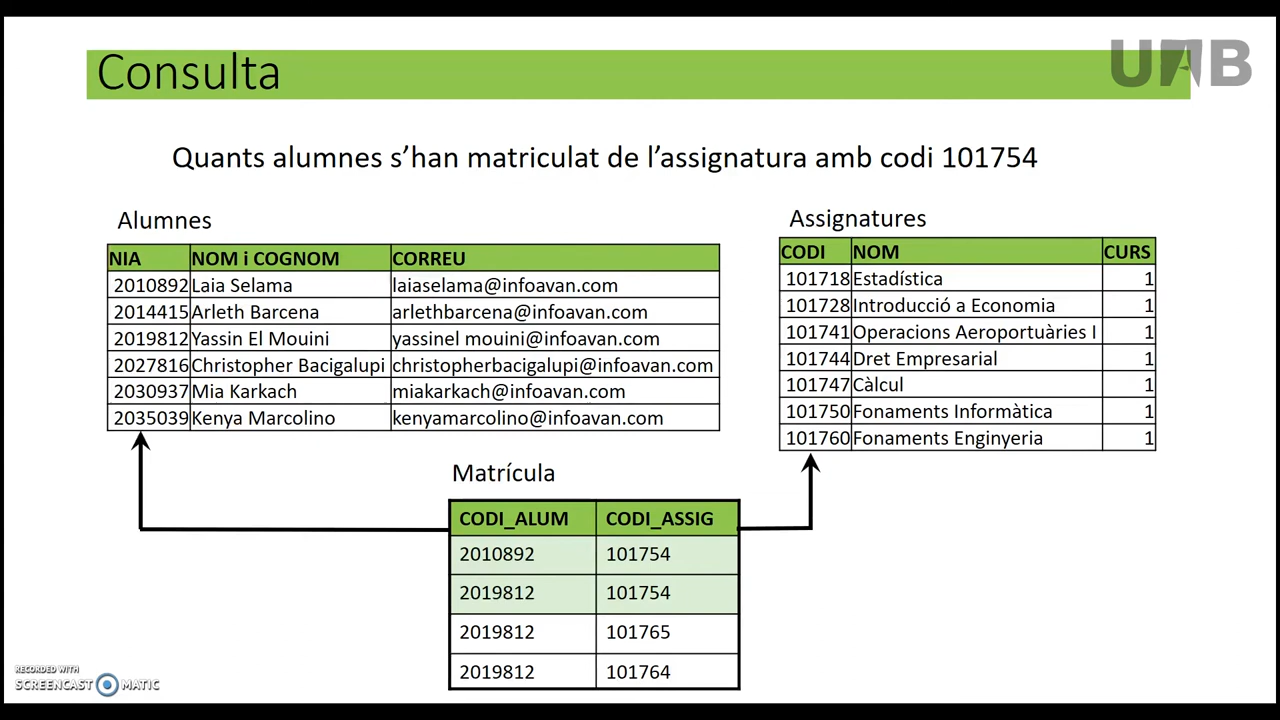 Consulta
UAB
Quants alumnes s'han matriculat de l'assignatura amb codi 101754
Alumnes
NIA NOM i COGNOM CORREU
2010892 Laia Selama laiaselama@infoavan.com
2014415 Arleth Barcena arlethbarcena@infoavan.com
2019812 Yassin El Mouini yassinel mouini@infoavan.com
2027816 Christopher Bacigalupi christopherbacigalupi@infoavan.com
2030937 Mia Karkach miakarkach@infoavan.com
2035039 Kenya Marcolino kenyamarcolino@infoavan.com
Assignatures
CODI NOM CURS
101718 Estadística 1
101728 Introducció a Economia 1
101741 Operacions Aeroportuàries I 1
101744 Dret Empresarial 1
101747 Càlcul 1
101750 Fonaments Informàtica 1
101760 Fonaments Enginyeria 1
Matrícula
CODI_ALUM CODI_ASSIG
2010892 101754
2019812 101754
2019812 101765
2019812 101764
RECORDED WITH
SCREENCAST MATIC